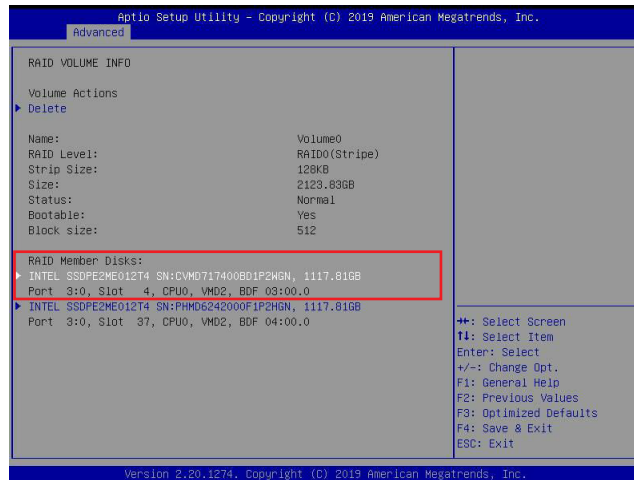 Aptio Setup Utility – Copyright (C) 2019 American Megatrends, Inc.
Advanced
RAID VOLUME INFO
Volume Actions
Delete
Name: Volume0
RAID Level: RAID0(Stripe)
Strip Size: 128KB
Size: 2123.83GB
Status: Normal
Bootable: Yes
Block size: 512
RAID Member Disks:
INTEL SSDPE2ME012T4 SN:CVMD717400BD1P2WGN, 1117.81GB
Port 3:0, Slot 4, CPU0, VMD2, BDF 03:00.0
INTEL SSDPE2ME012T4 SN:PHMD6242000F1P2HGN, 1117.81GB
Port 3:0, Slot 37, CPU0, VMD2, BDF 04:00.0
→←: Select Screen
↑↓: Select Item
Enter: Select
+/-: Change Opt.
F1: General Help
F2: Previous Values
F3: Optimized Defaults
F4: Save & Exit
ESC: Exit
Version 2.20.1274. Copyright (C) 2019 American Megatrends, Inc.